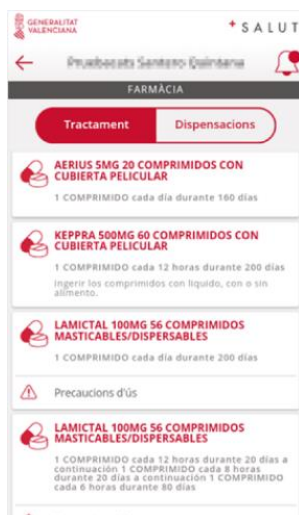 GENERALITAT
VALENCIANA
+ SALUT
FARMÀCIA
Tractament
Dispensacions
AERIUS 5MG 20 COMPRIMIDOS CON
CUBIERTA PELICULAR
1 COMPRIMIDO cada día durante 160 días
KEPPRA 500MG 60 COMPRIMIDOS CON
CUBIERTA PELICULAR
1 COMPRIMIDO cada 12 horas durante 200 días
ingerir los comprimidos con líquido, con o sin
alimento.
LAMICTAL 100MG 56 COMPRIMIDOS
MASTICABLES/DISPERSABLES
1 COMPRIMIDO cada día durante 200 días
Precaucions d'ús
LAMICTAL 100MG 56 COMPRIMIDOS
MASTICABLES/DISPERSABLES
1 COMPRIMIDO cada 12 horas durante 20 días a
continuación 1 COMPRIMIDO cada 8 horas
durante 20 días a continuación 1 COMPRIMIDO
cada 6 horas durante 80 días